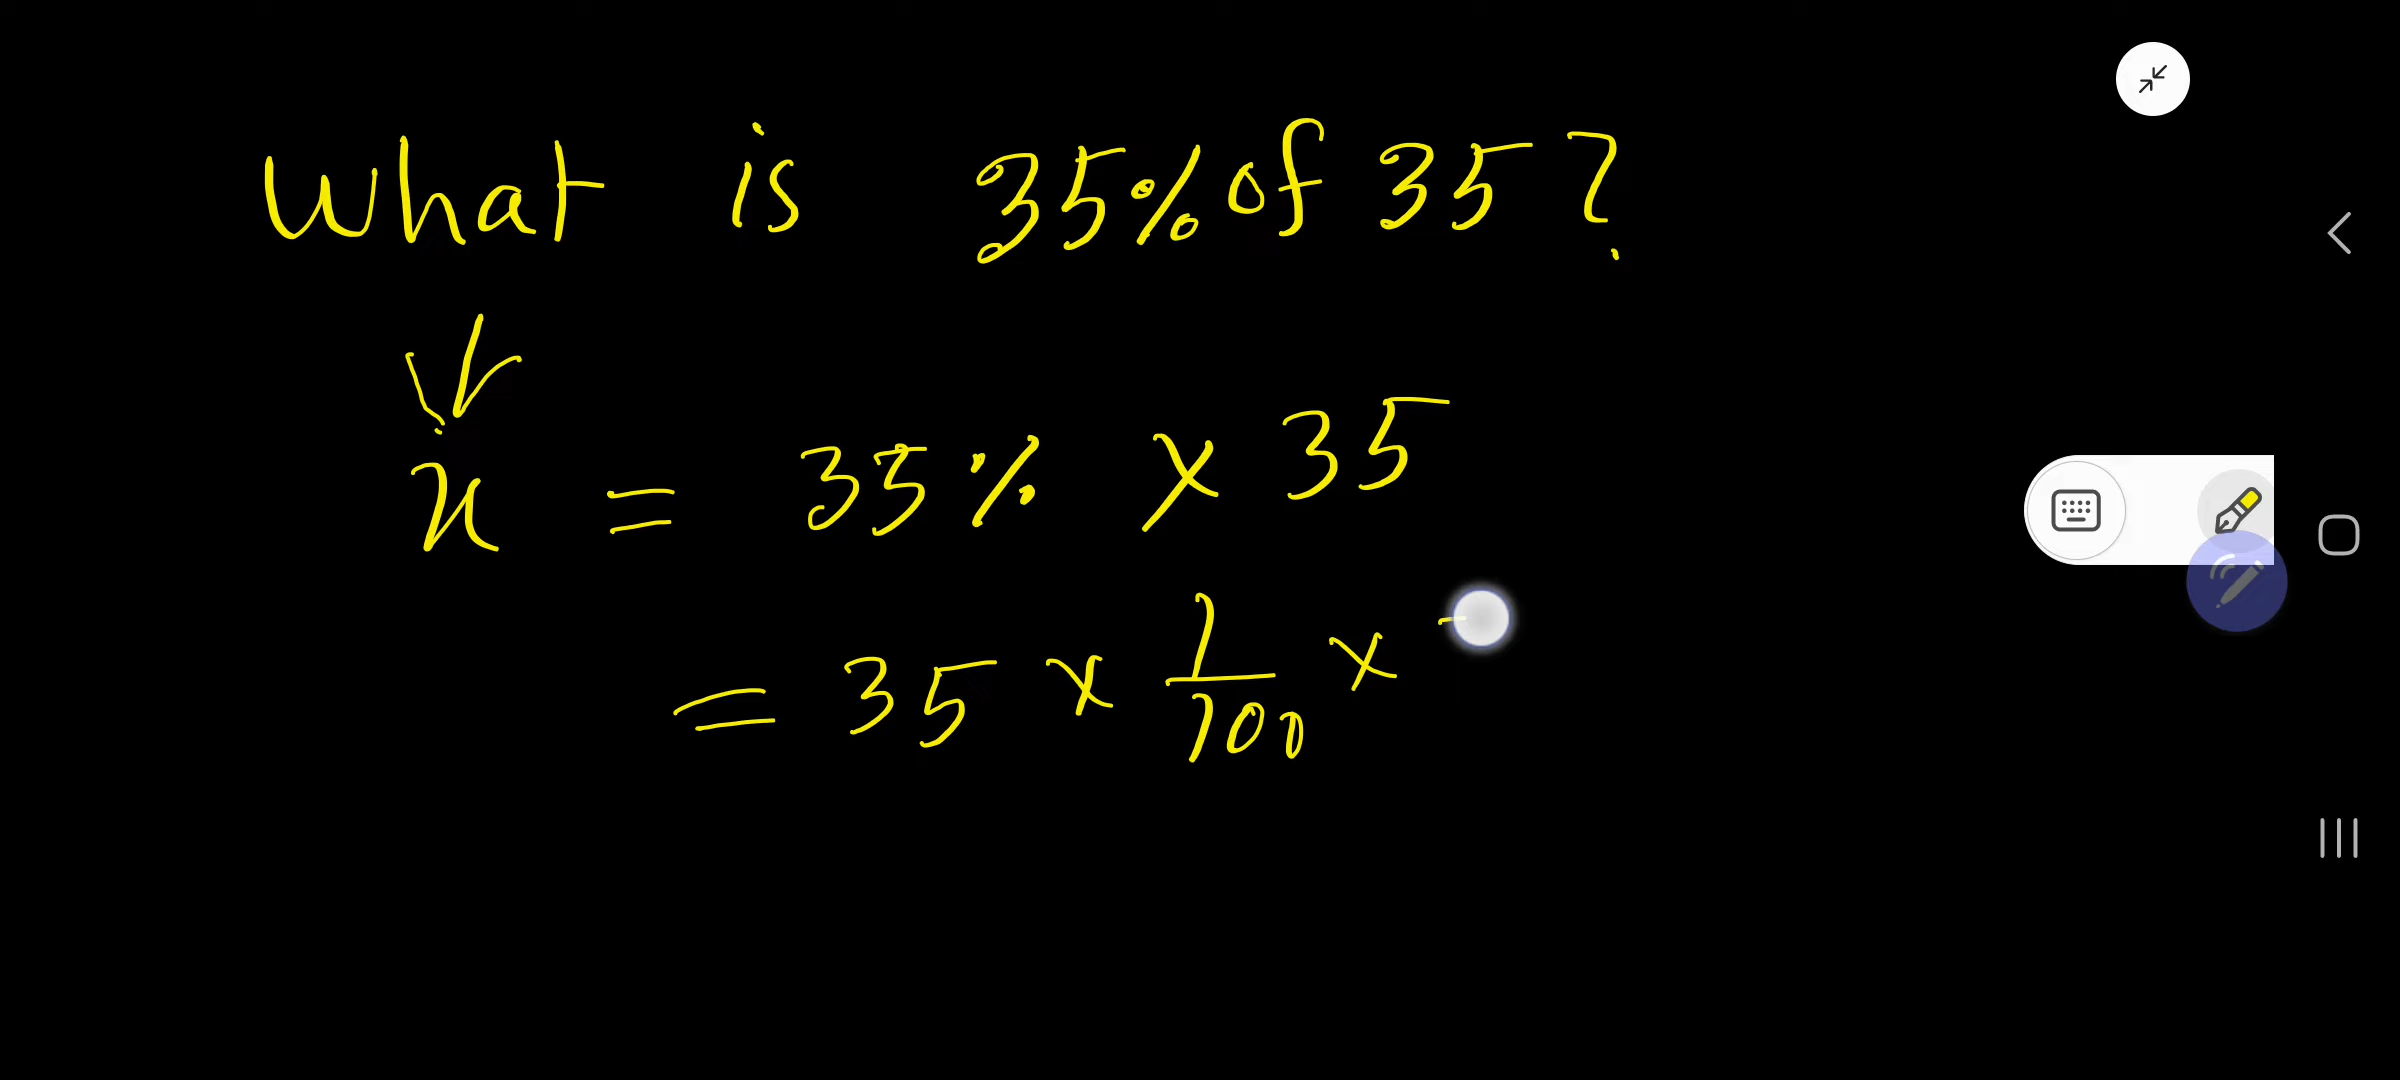 What is 35% of 35?
x = 35% × 35
= 35 × 1/100 ×